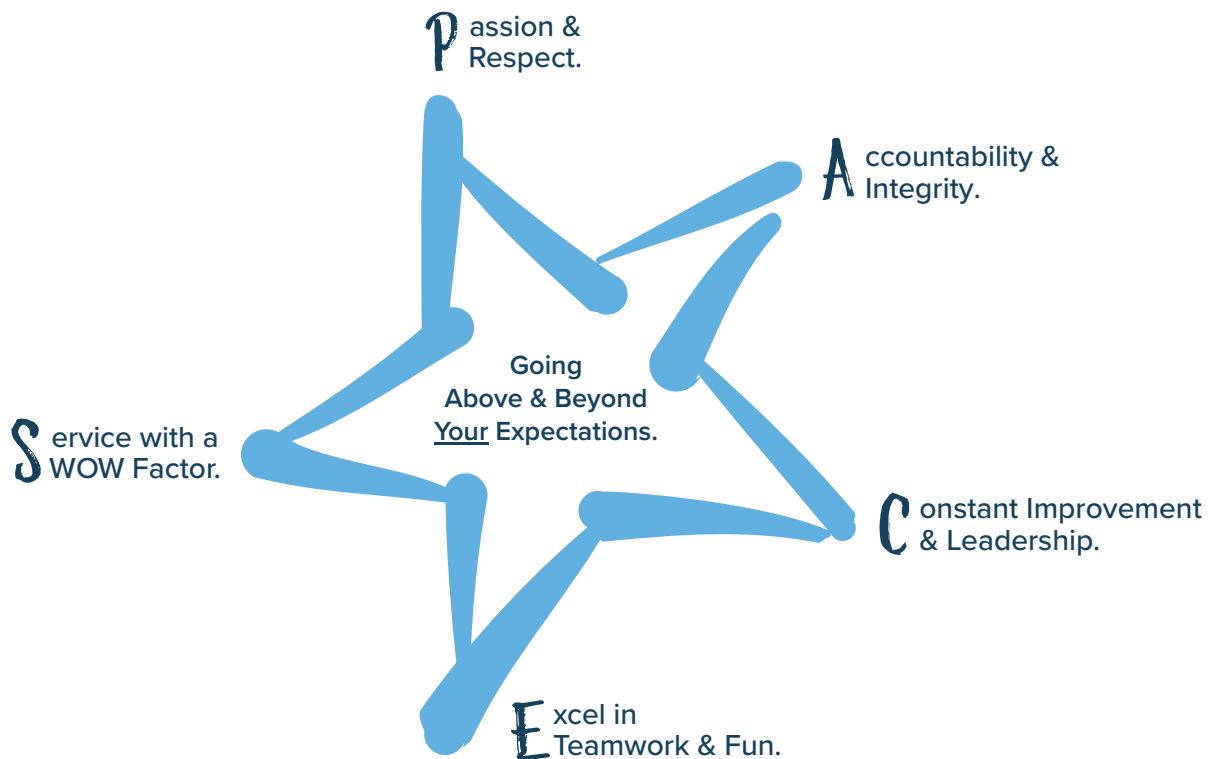 Passion &
Respect.
Accountability &
Integrity.
Going
Above & Beyond
Your Expectations.
Service with a
WOW Factor.
Constant Improvement
& Leadership.
Excel in
Teamwork & Fun.